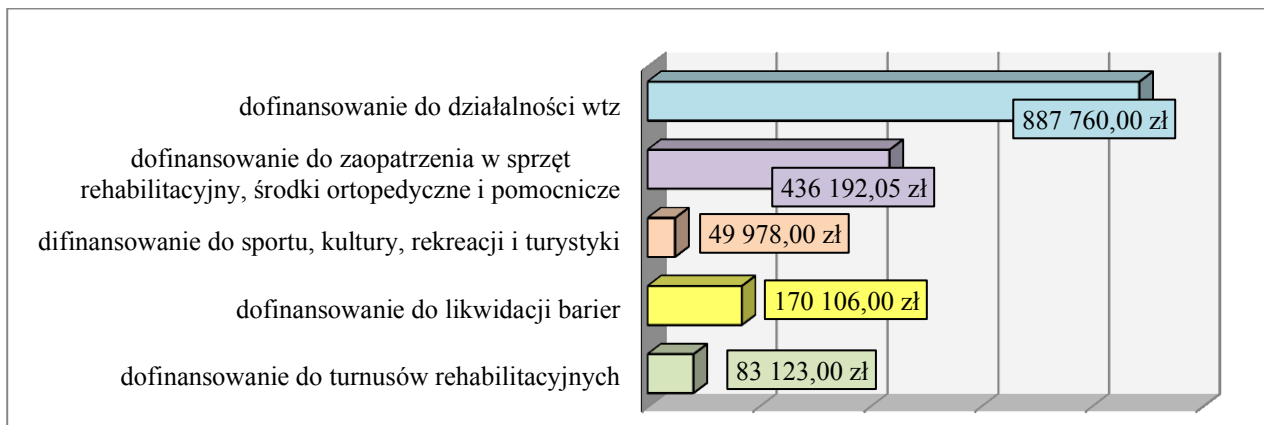 dofinansowanie do działalności wtz
887 760,00 zł
dofinansowanie do zaopatrzenia w sprzęt
rehabilitacyjny, środki ortopedyczne i pomocnicze
436 192,05 zł
difinansowanie do sportu, kultury, rekreacji i turystyki
49 978,00 zł
dofinansowanie do likwidacji barier
170 106,00 zł
dofinansowanie do turnusów rehabilitacyjnych
83 123,00 zł